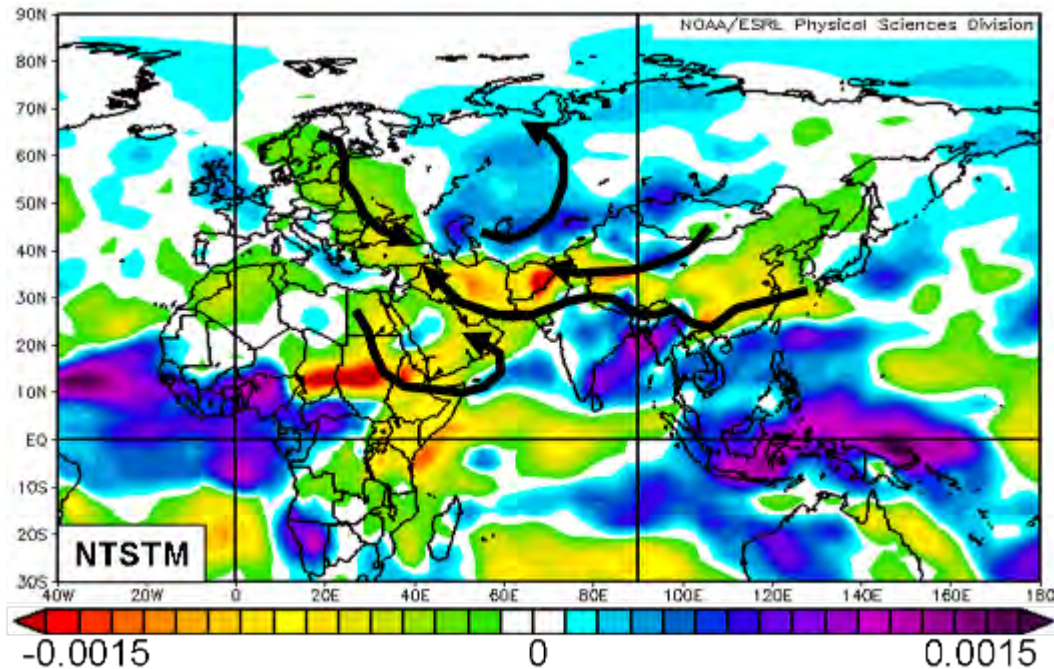 90N
NOAA/ESRL Physical Sciences Division
80N
70N
60N
50N
40N
30N
20N
10N
EQ
10S
20S
30S
NTSTM
40W 20W 0 20E 40E 60E 80E 100E 120E 140E 160E 180
-0.0015 0 0.0015